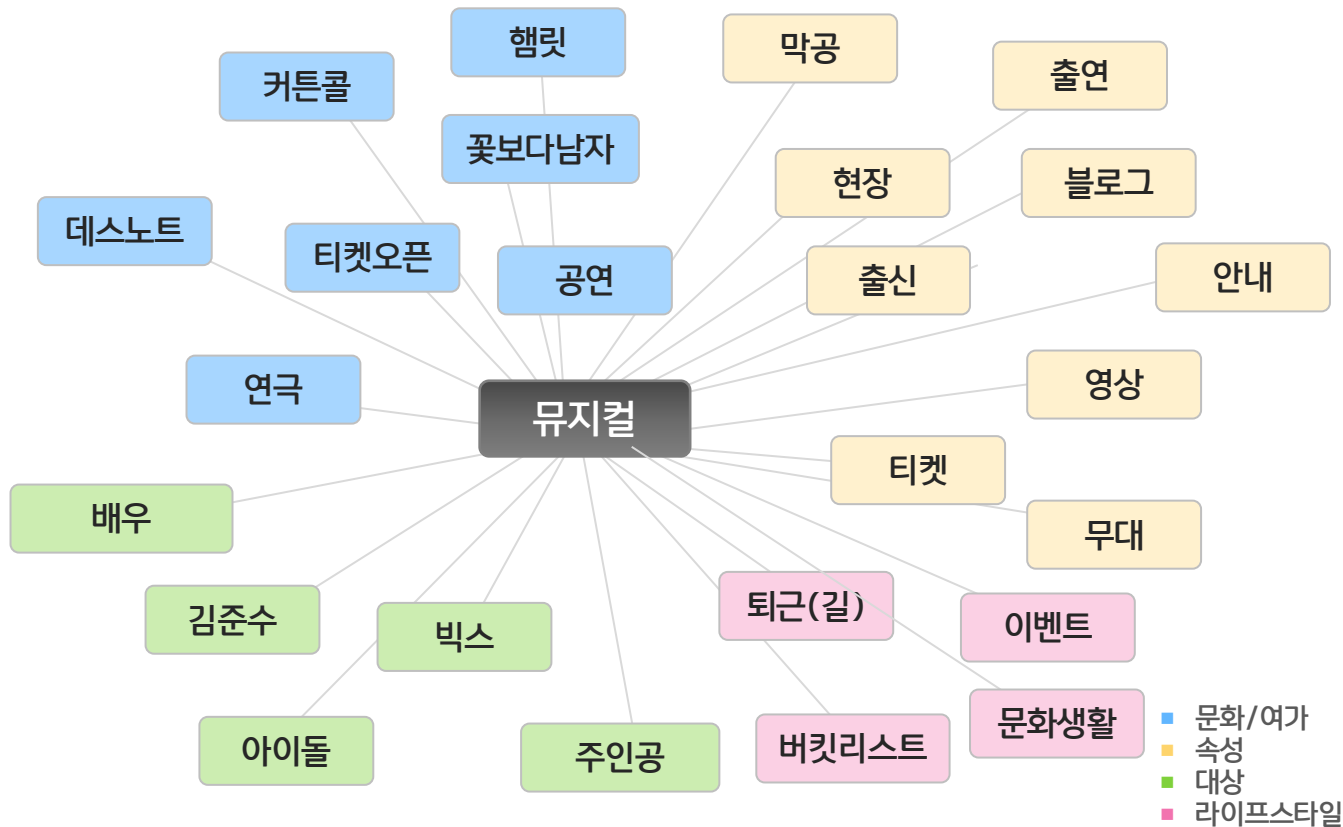 햄릿
막공
커튼콜
출연
꽃보다남자
현장
블로그
데스노트
티켓오픈
공연
출신
안내
연극
뮤지컬
영상
티켓
배우
무대
김준수
빅스
퇴근(길)
이벤트
아이돌
주인공
버킷리스트
문화생활
문화/여가
속성
대상
라이프스타일